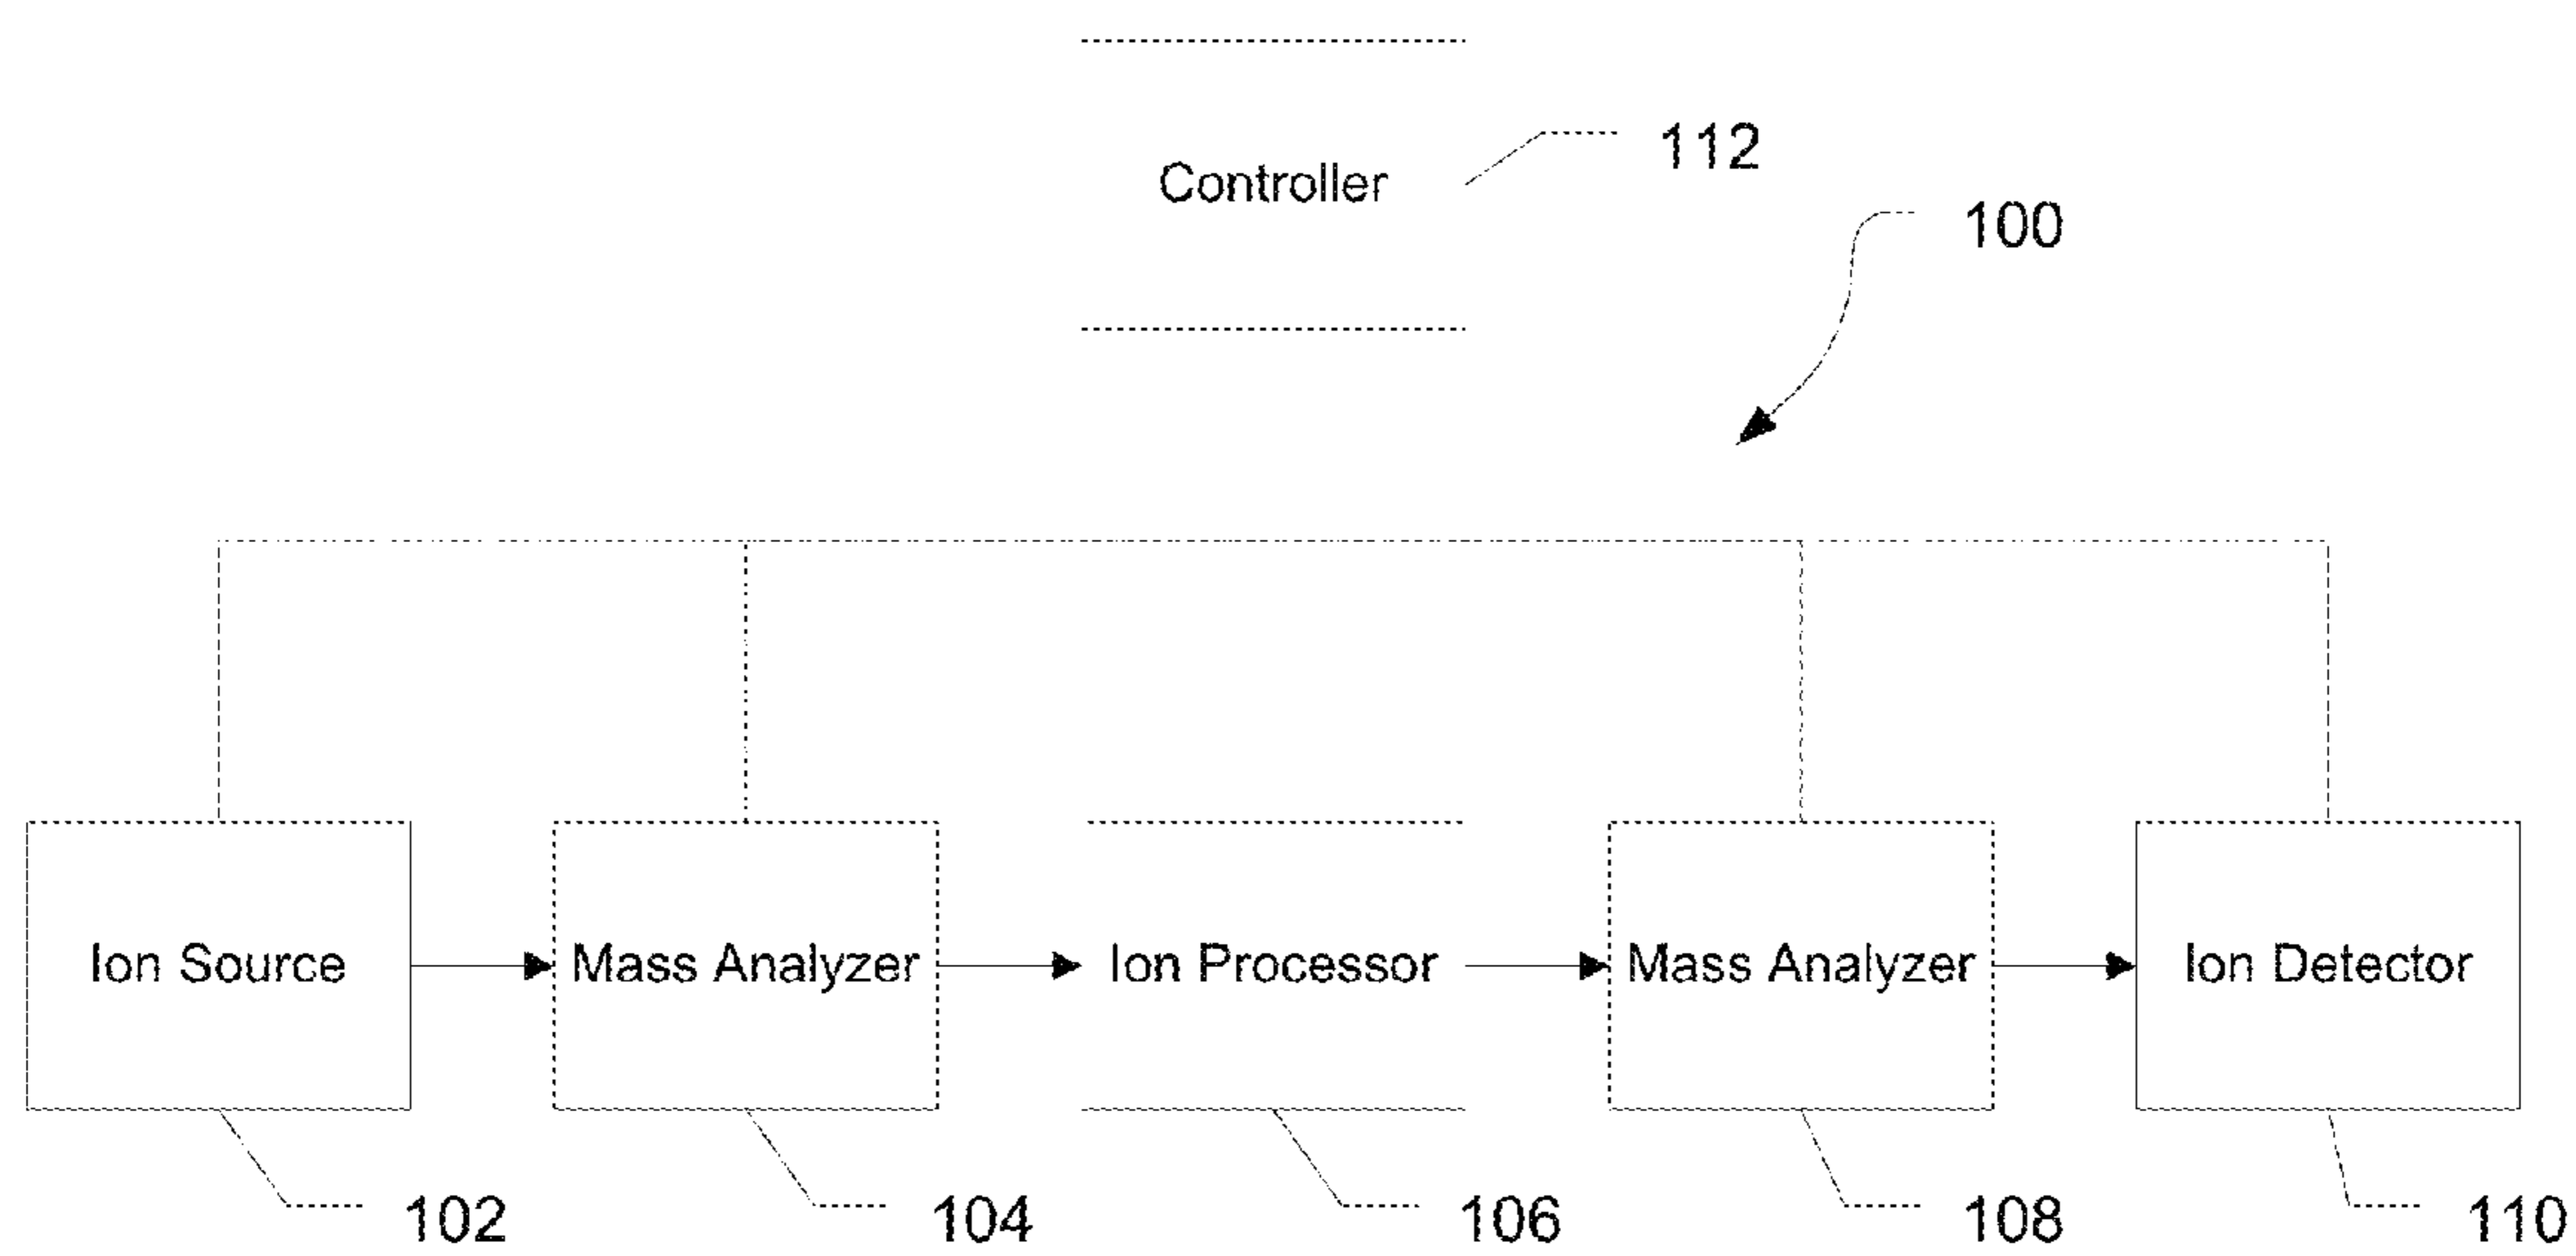 112
Controller
100
Ion Source
Mass Analyzer
Ion Processor
Mass Analyzer
Ion Detector
102
104
106
108
110